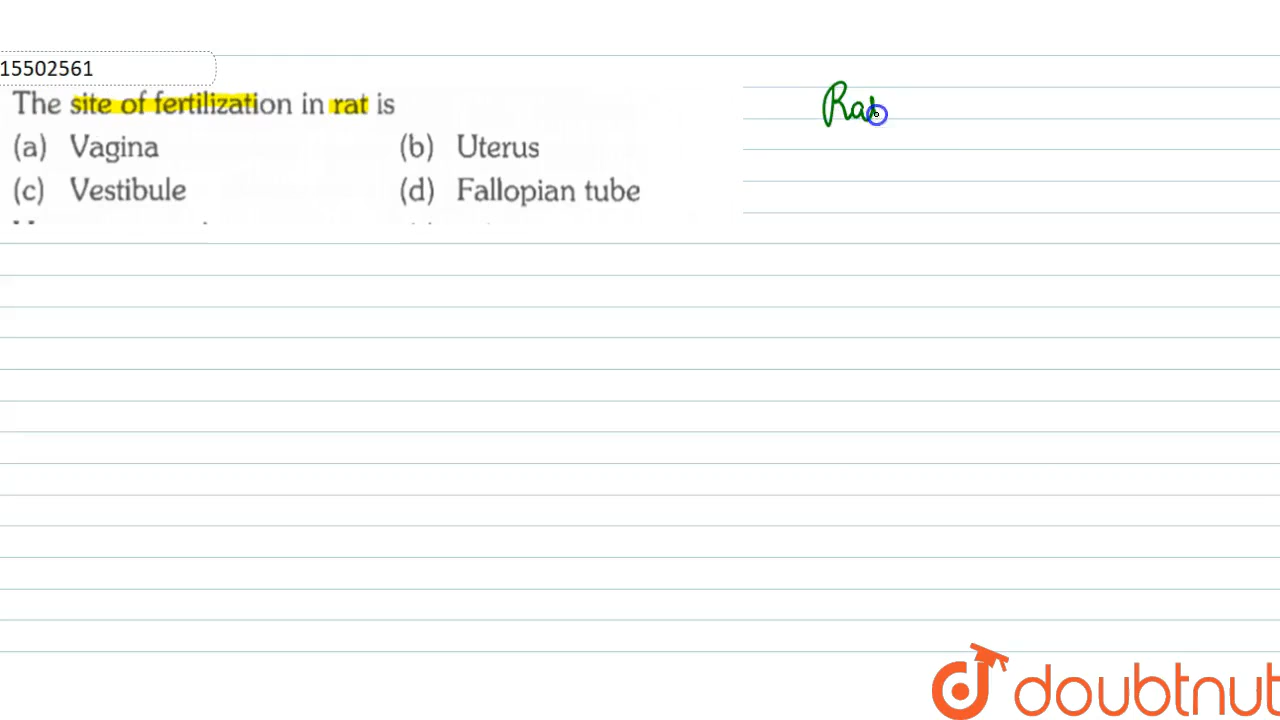 15502561
The site of fertilization in rat is
(a) Vagina (b) Uterus
(c) Vestibule (d) Fallopian tube
Rat
doubtnut